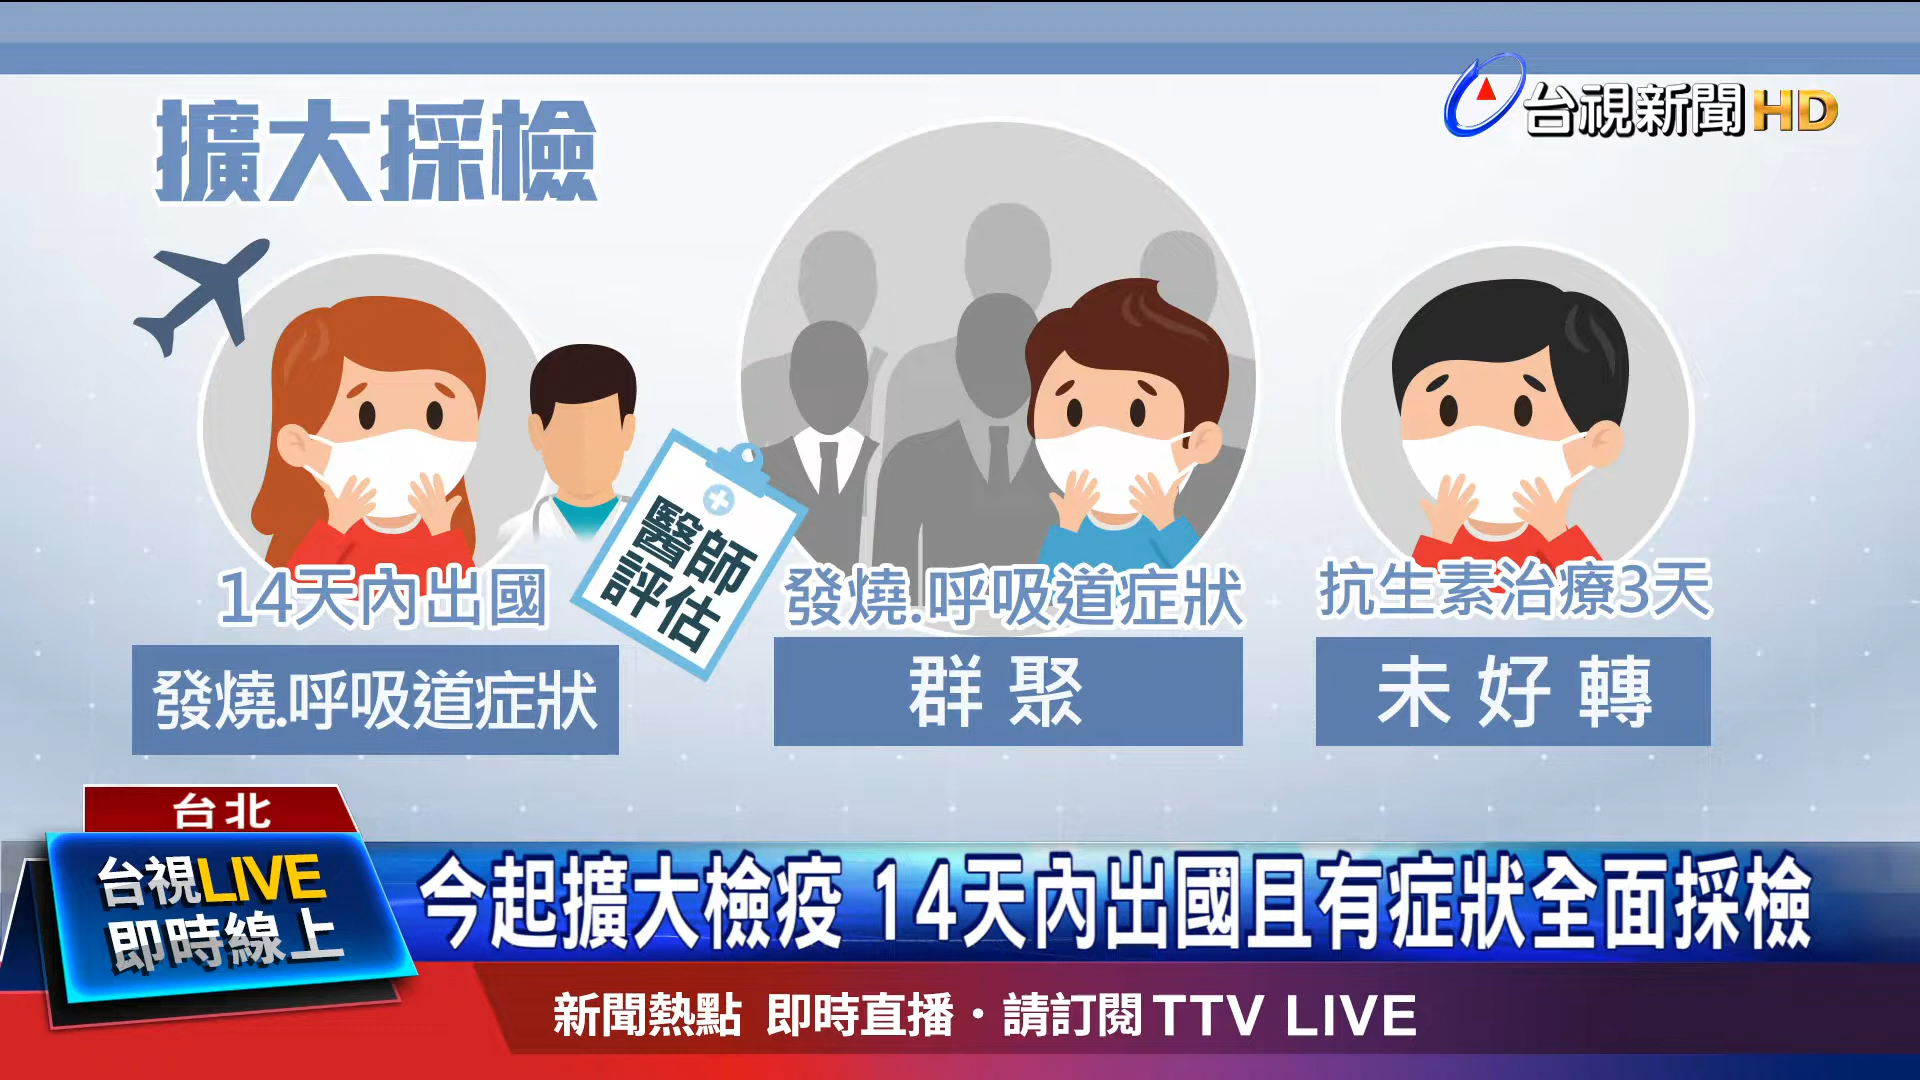 擴大採檢
台視新聞HD
14天內出國
發燒.呼吸道症狀
醫師
評估
發燒.呼吸道症狀
群聚
抗生素治療3天
未好轉
台北
台視LIVE
即時線上
今起擴大檢疫 14天內出國且有症狀全面採檢
新聞熱點 即時直播・請訂閱TTV LIVE